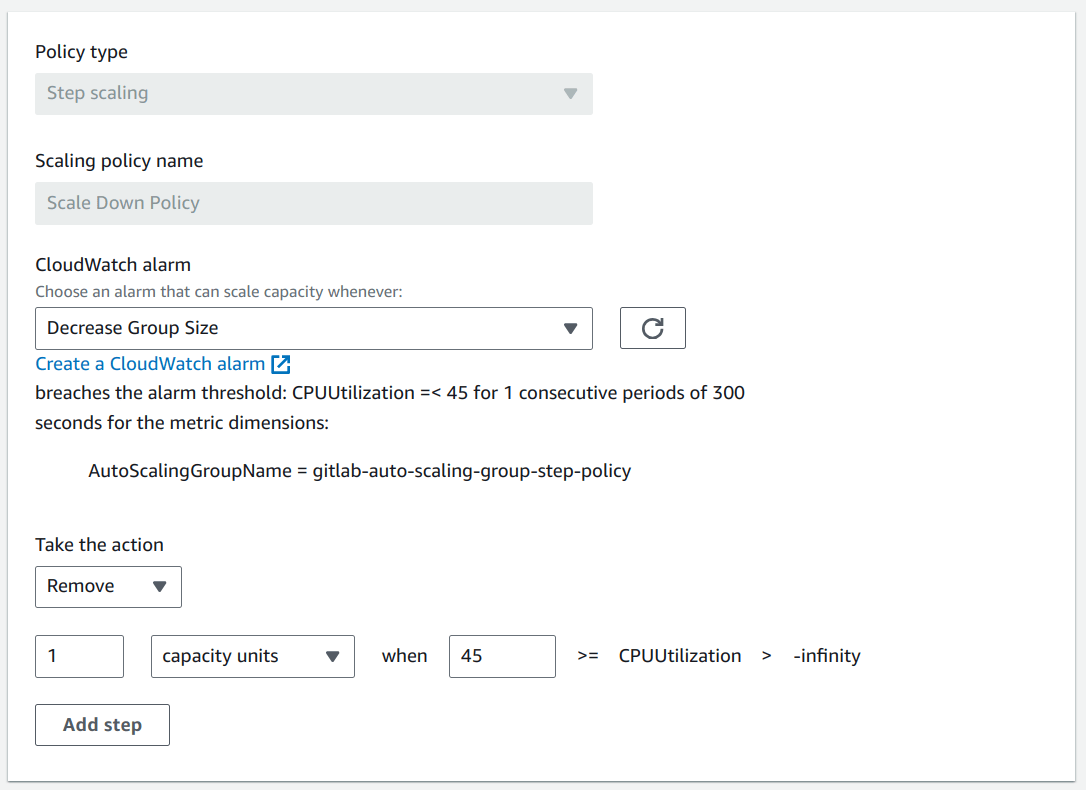 Policy type
Step scaling
Scaling policy name
Scale Down Policy
CloudWatch alarm
Choose an alarm that can scale capacity whenever:
Decrease Group Size
Create a CloudWatch alarm
breaches the alarm threshold: CPUUtilization =< 45 for 1 consecutive periods of 300
seconds for the metric dimensions:
AutoScalingGroupName = gitlab-auto-scaling-group-step-policy
Take the action
Remove
1 capacity units when 45 >= CPUUtilization > -infinity
Add step